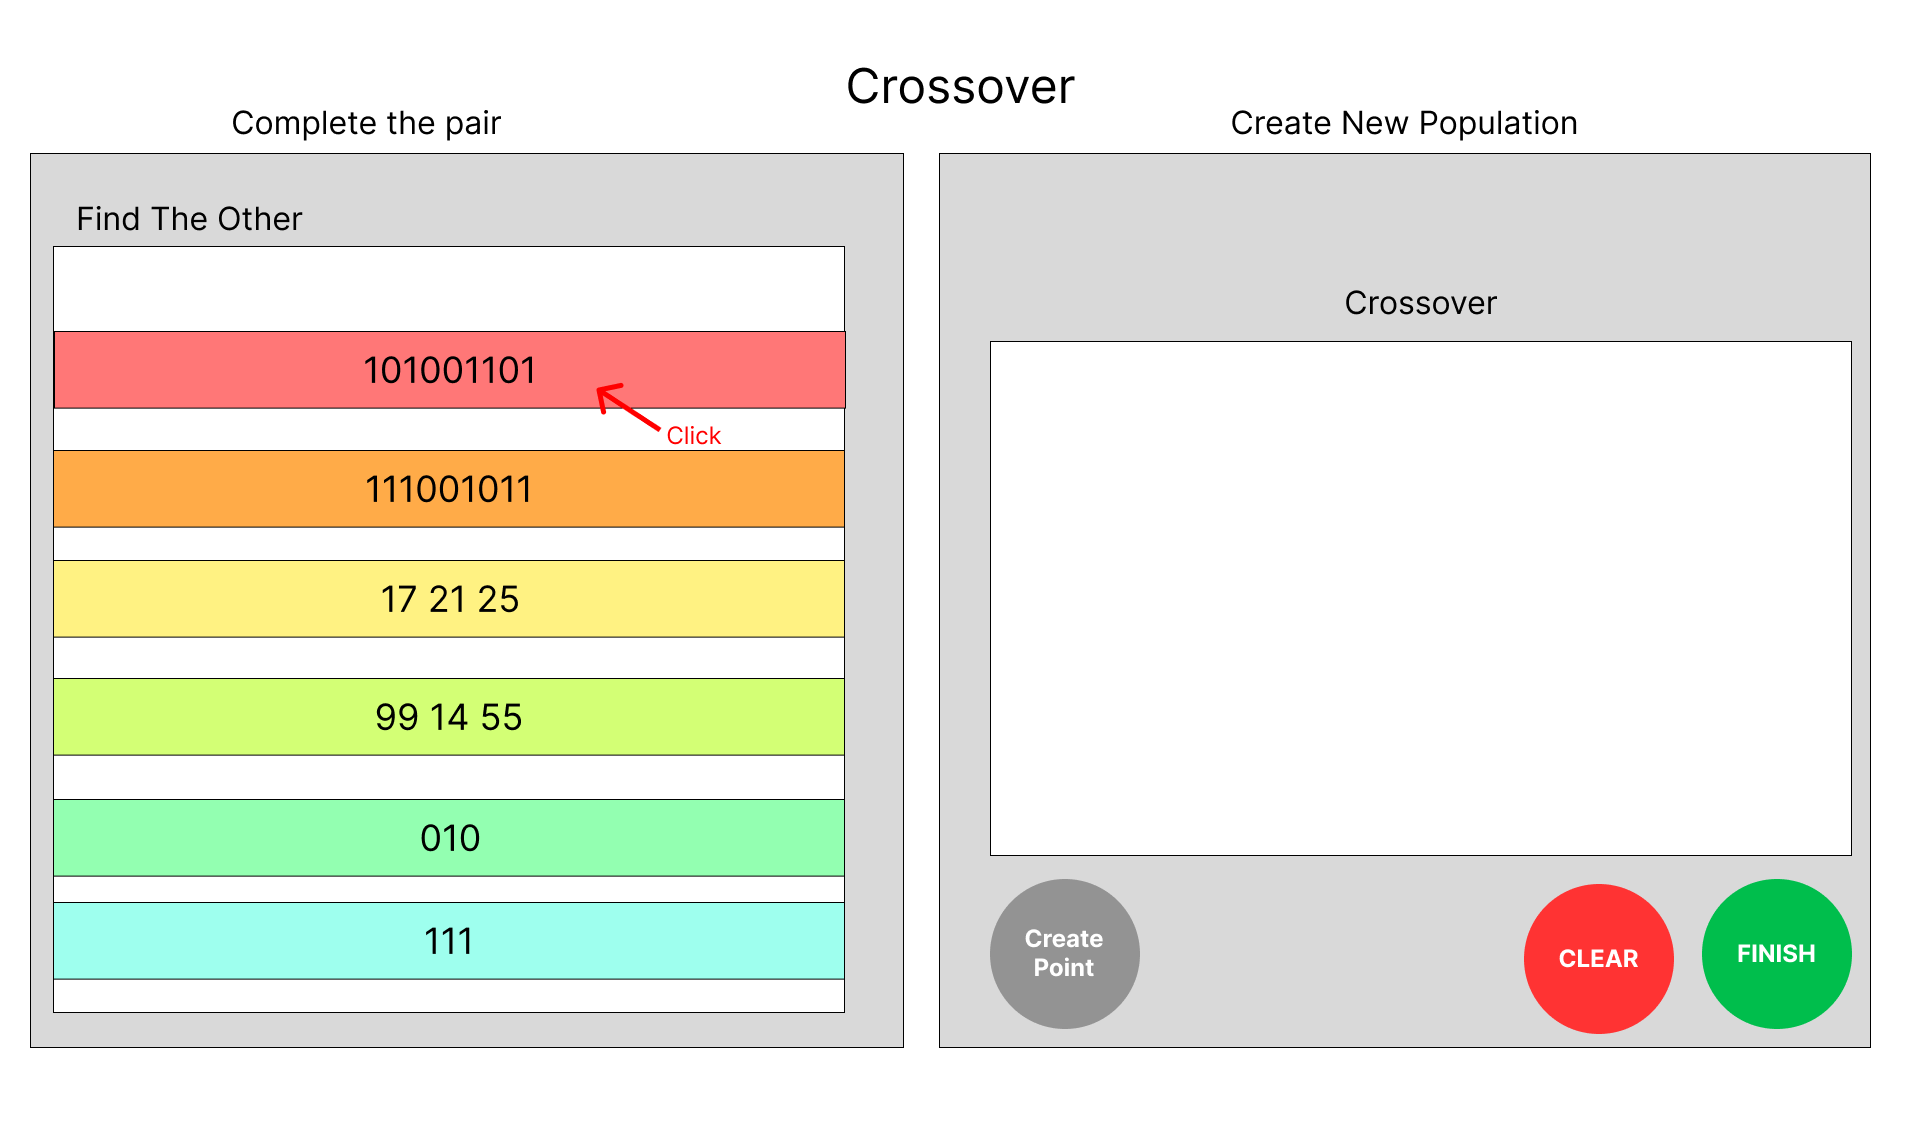 Crossover
Complete the pair
Create New Population
Find The Other
101001101
Click
111001011
17 21 25
99 14 55
010
111
Crossover
Create
Point
CLEAR
FINISH